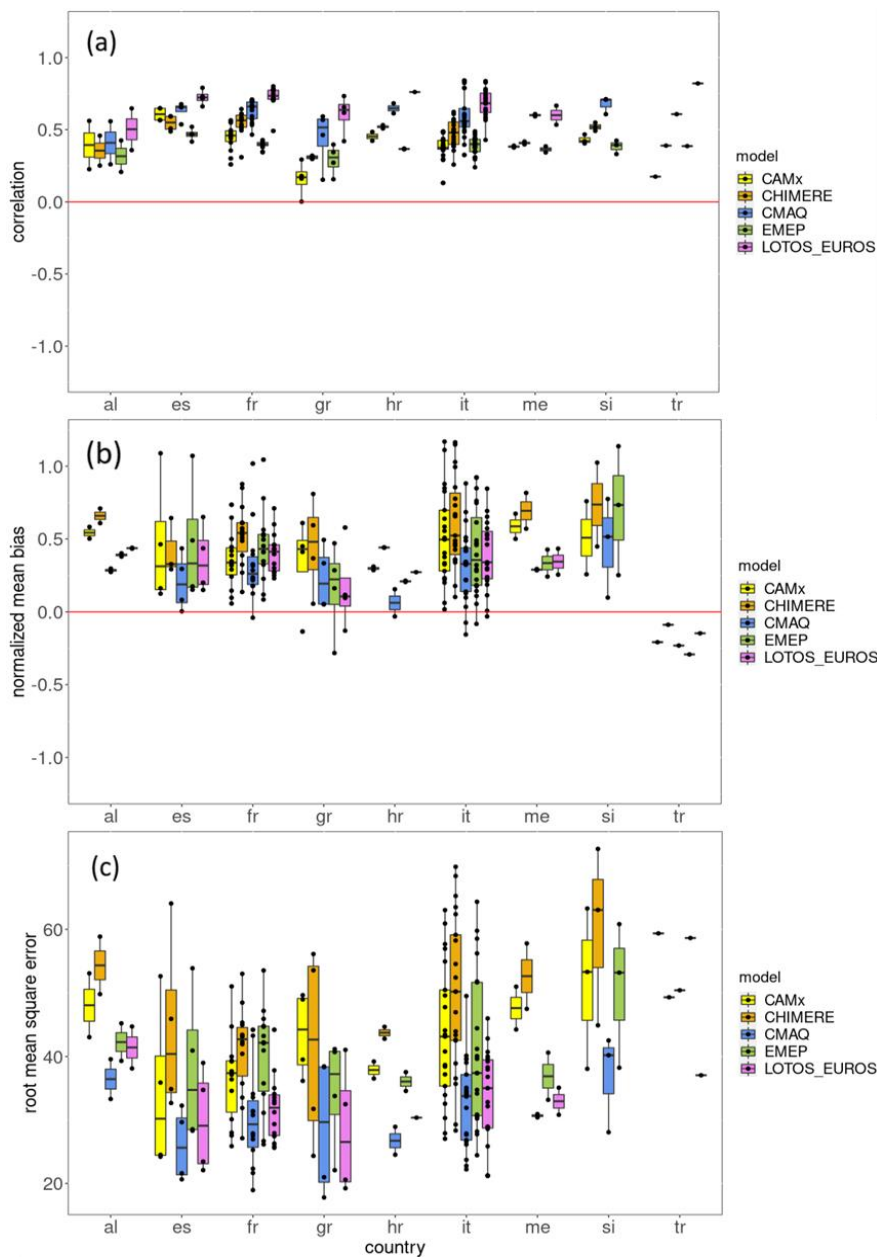 (a)
1.0
0.5
0.0
-0.5
-1.0
correlation
al es fr gr hr it me si tr
model
CAMx
CHIMERE
CMAQ
EMEP
LOTOS_EUROS
(b)
1.0
0.5
0.0
-0.5
-1.0
normalized mean bias
al es fr gr hr it me si tr
model
CAMx
CHIMERE
CMAQ
EMEP
LOTOS_EUROS
(c)
60
40
20
root mean square error
al es fr gr hr it me si tr
country
model
CAMx
CHIMERE
CMAQ
EMEP
LOTOS_EUROS